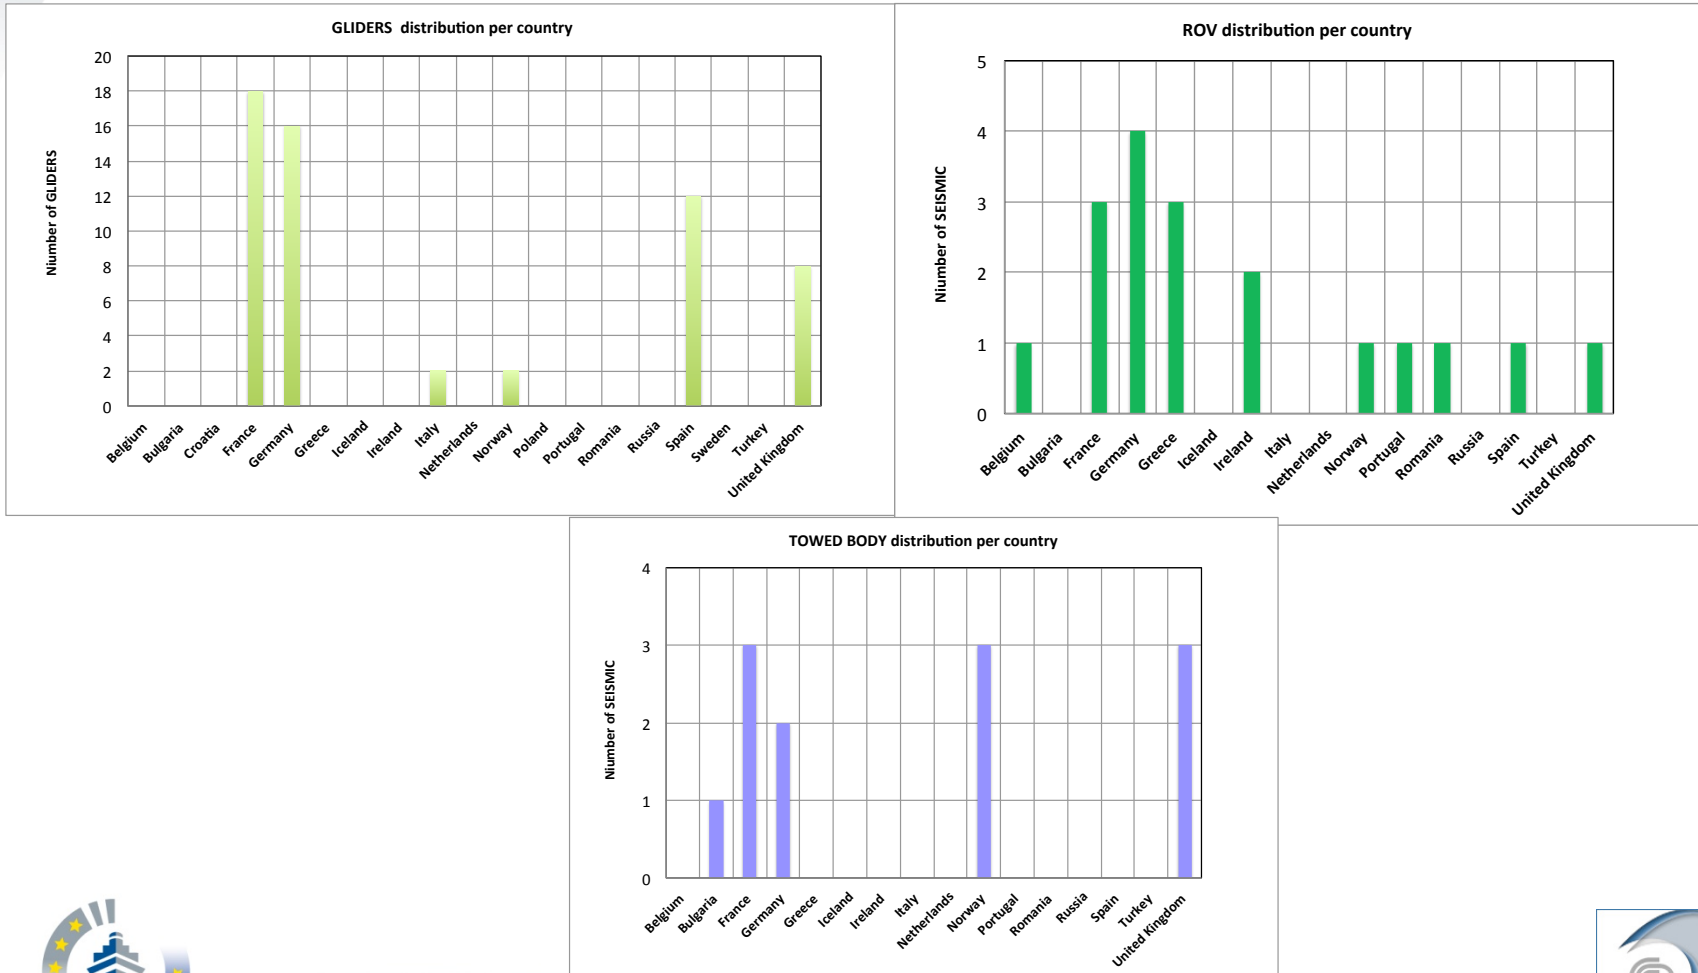 GLIDERS distribution per country
Niumber of GLIDERS
20
18
16
14
12
10
8
6
4
2
0
Belgium
Bulgaria
Croatia
France
Germany
Greece
Iceland
Ireland
Italy
Netherlands
Norway
Poland
Portugal
Romania
Russia
Spain
Sweden
Turkey
United Kingdom
ROV distribution per country
Niumber of SEISMIC
5
4
3
2
1
0
Belgium
Bulgaria
France
Germany
Greece
Iceland
Ireland
Italy
Netherlands
Norway
Portugal
Romania
Russia
Spain
Turkey
United Kingdom
TOWED BODY distribution per country
Niumber of SEISMIC
4
3
2
1
0
Belgium
Bulgaria
France
Germany
Greece
Iceland
Ireland
Italy
Netherlands
Norway
Portugal
Romania
Russia
Spain
Turkey
United Kingdom